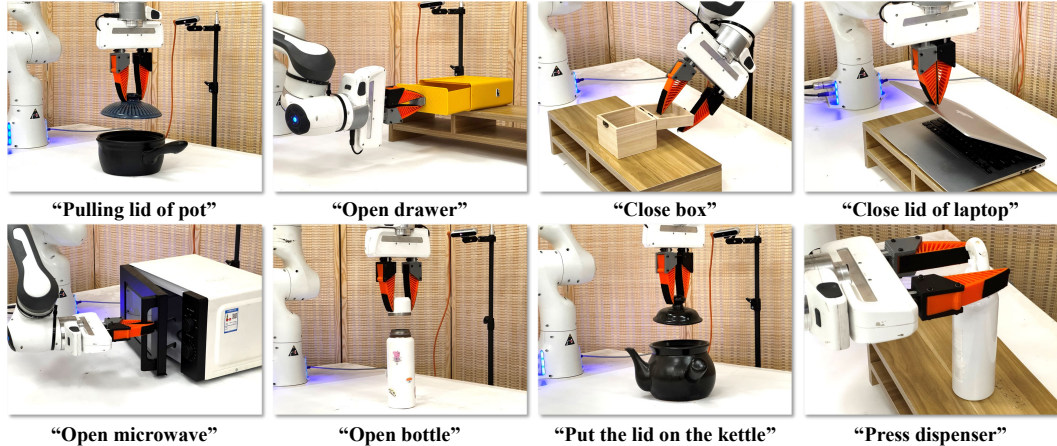 “Pulling lid of pot”
“Open drawer”
“Close box”
“Close lid of laptop”
“Open microwave”
“Open bottle”
“Put the lid on the kettle”
“Press dispenser”